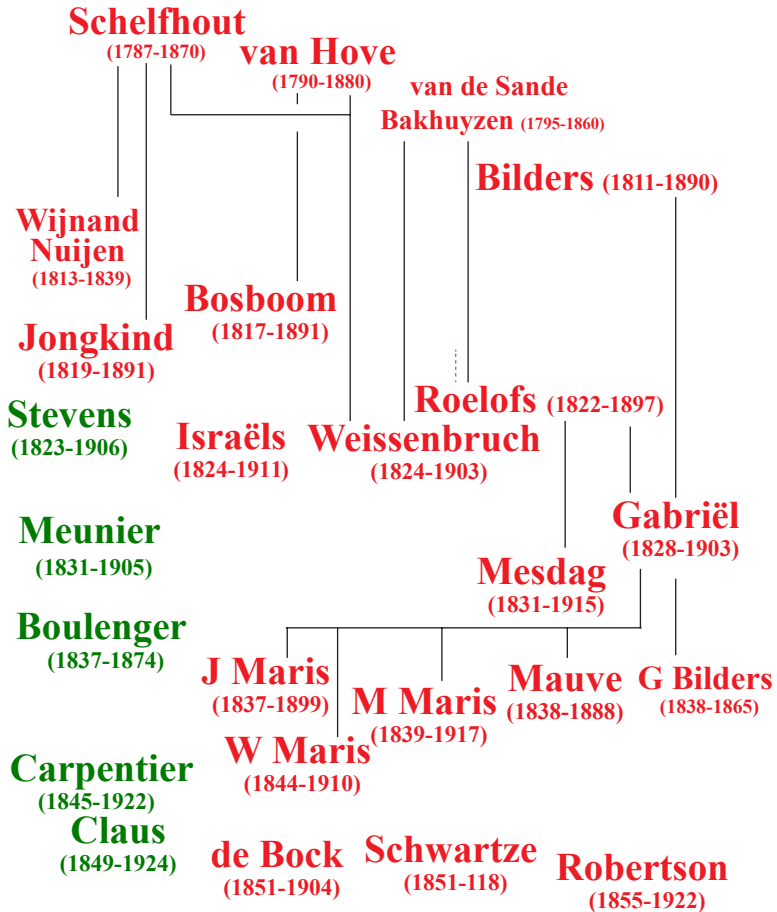 Schelfhout
(1787-1870)
van Hove
(1790-1880)
van de Sande
Bakhuyzen (1795-1860)
Bilders (1811-1890)
Wijnand
Nuijen
(1813-1839)
Bosboom
(1817-1891)
Jongkind
(1819-1891)
Roelofs (1822-1897)
Stevens
(1823-1906)
Israëls
(1824-1911)
Weissenbruch
(1824-1903)
Gabriël
(1828-1903)
Meunier
(1831-1905)
Mesdag
(1831-1915)
Boulenger
(1837-1874)
J Maris
(1837-1899)
M Maris
(1839-1917)
Mauve
(1838-1888)
G Bilders
(1838-1865)
W Maris
(1844-1910)
Carpentier
(1845-1922)
Claus
(1849-1924)
de Bock
(1851-1904)
Schwartze
(1851-118)
Robertson
(1855-1922)